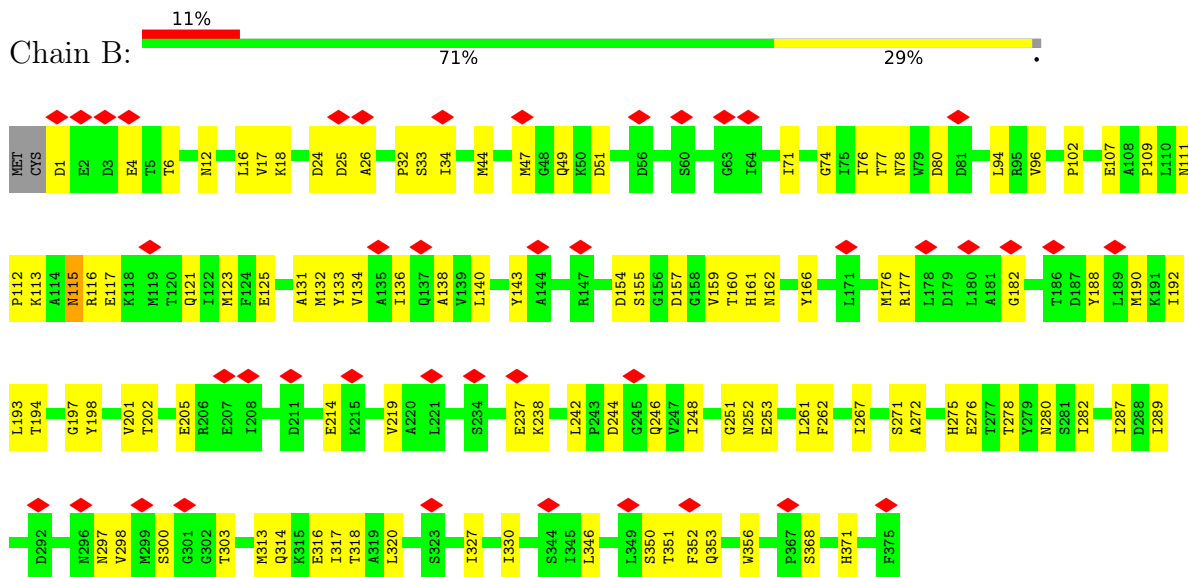 11%
Chain B:
71% 29% .
MET CYS D1 E2 D3 E4 T5 T6 N12 L16 V17 K18 D24 D25 A26 P32 S33 I34 M44 M47 G48 Q49 K50 D51 D56 S60 G63 I64 I71 G74 I75 I76 T77 N78 W79 D80 D81 L94 R95 V96 P102 E107 A108 P109 L110 N111
P112 K113 A114 N115 R116 E117 K118 M119 T120 Q121 I122 M123 F124 E125 A131 M132 Y133 V134 A135 I136 Q137 A138 V139 L140 Y143 A144 R147 D154 S155 G156 D157 G158 V159 T160 H161 N162 Y166 L171 M176 R177 L178 D179 L180 A181 G182 T186 D187 Y188 L189 M190 K191 I192
L193 T194 G197 Y198 V201 T202 E205 R206 E207 I208 D211 E214 K215 V219 A220 L221 S234 E237 K238 L242 P243 D244 G245 Q246 V247 I248 G251 N252 E253 L261 F262 I267 S271 A272 H275 E276 T277 T278 Y279 N280 S281 I282 I287 D288 I289
D292 N296 N297 V298 M299 S300 G301 G302 T303 M313 Q314 K315 E316 I317 T318 A319 L320 S323 I327 I330 S344 I345 L346 L349 S350 T351 F352 Q353 W356 P367 S368 H371 F375